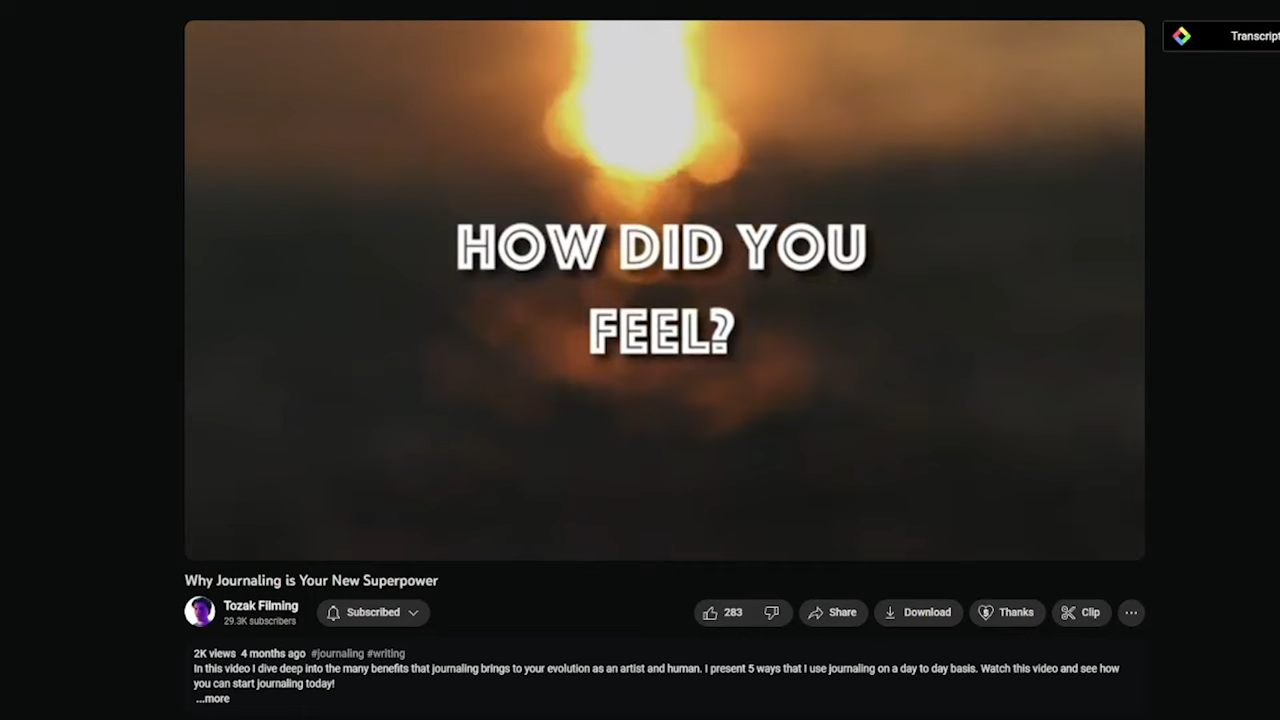 Transcript
HOW DID YOU
FEEL?
Why Journaling is Your New Superpower
Tozak Filming
29.3K subscribers
Subscribed
283
Share
Download
Thanks
Clip
2K views 4 months ago #journaling #writing
In this video I dive deep into the many benefits that journaling brings to your evolution as an artist and human. I present 5 ways that I use journaling on a day to day basis. Watch this video and see how
you can start journaling today!
...more